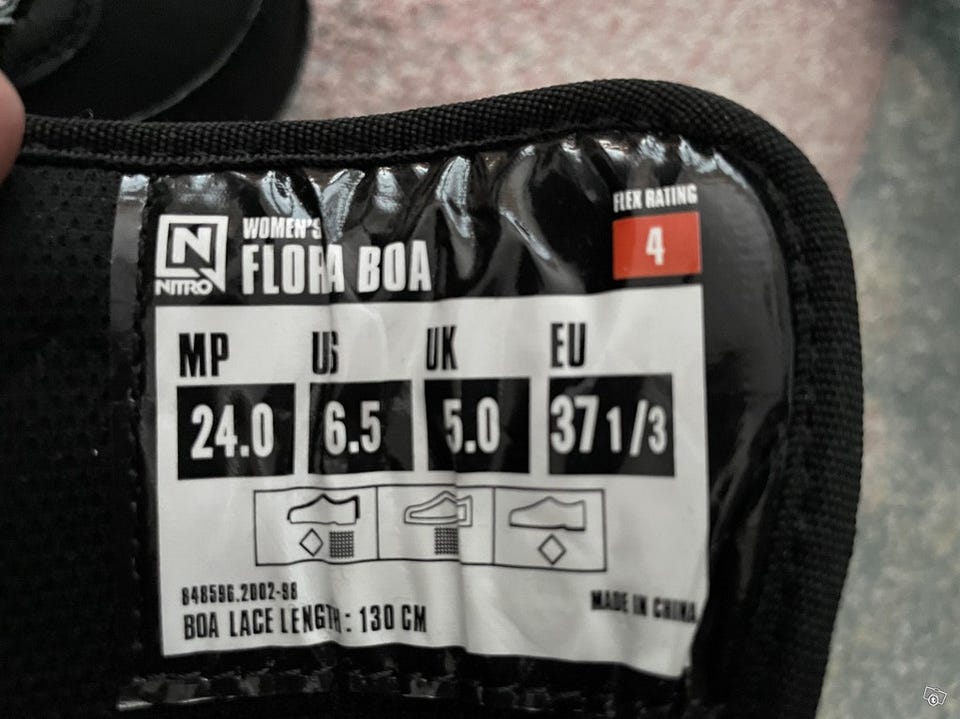 FLEX RATING
4
NITRO
WOMEN'S
FLORA BOA
MP US UK EU
24.0 6.5 5.0 37 1/3
848596.2002-98
MADE IN CHINA
BOA LACE LENGTH: 130 CM